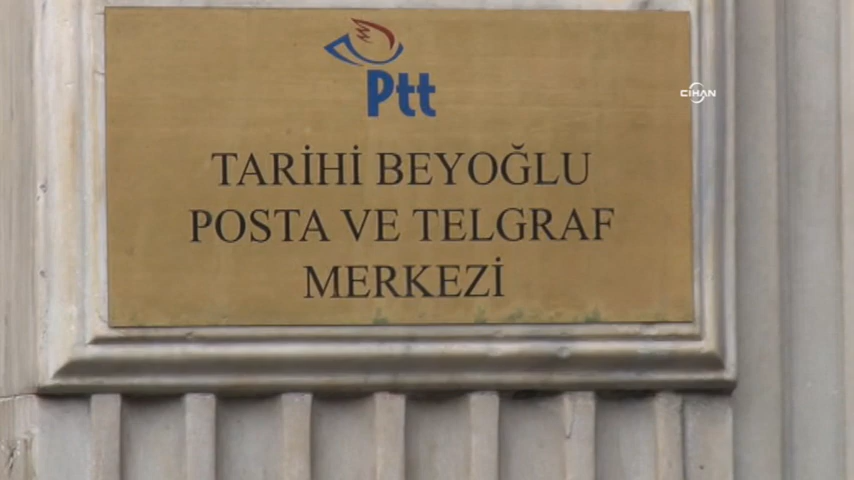 Ptt
CİHAN
TARİHİ BEYOĞLU
POSTA VE TELGRAF
MERKEZİ